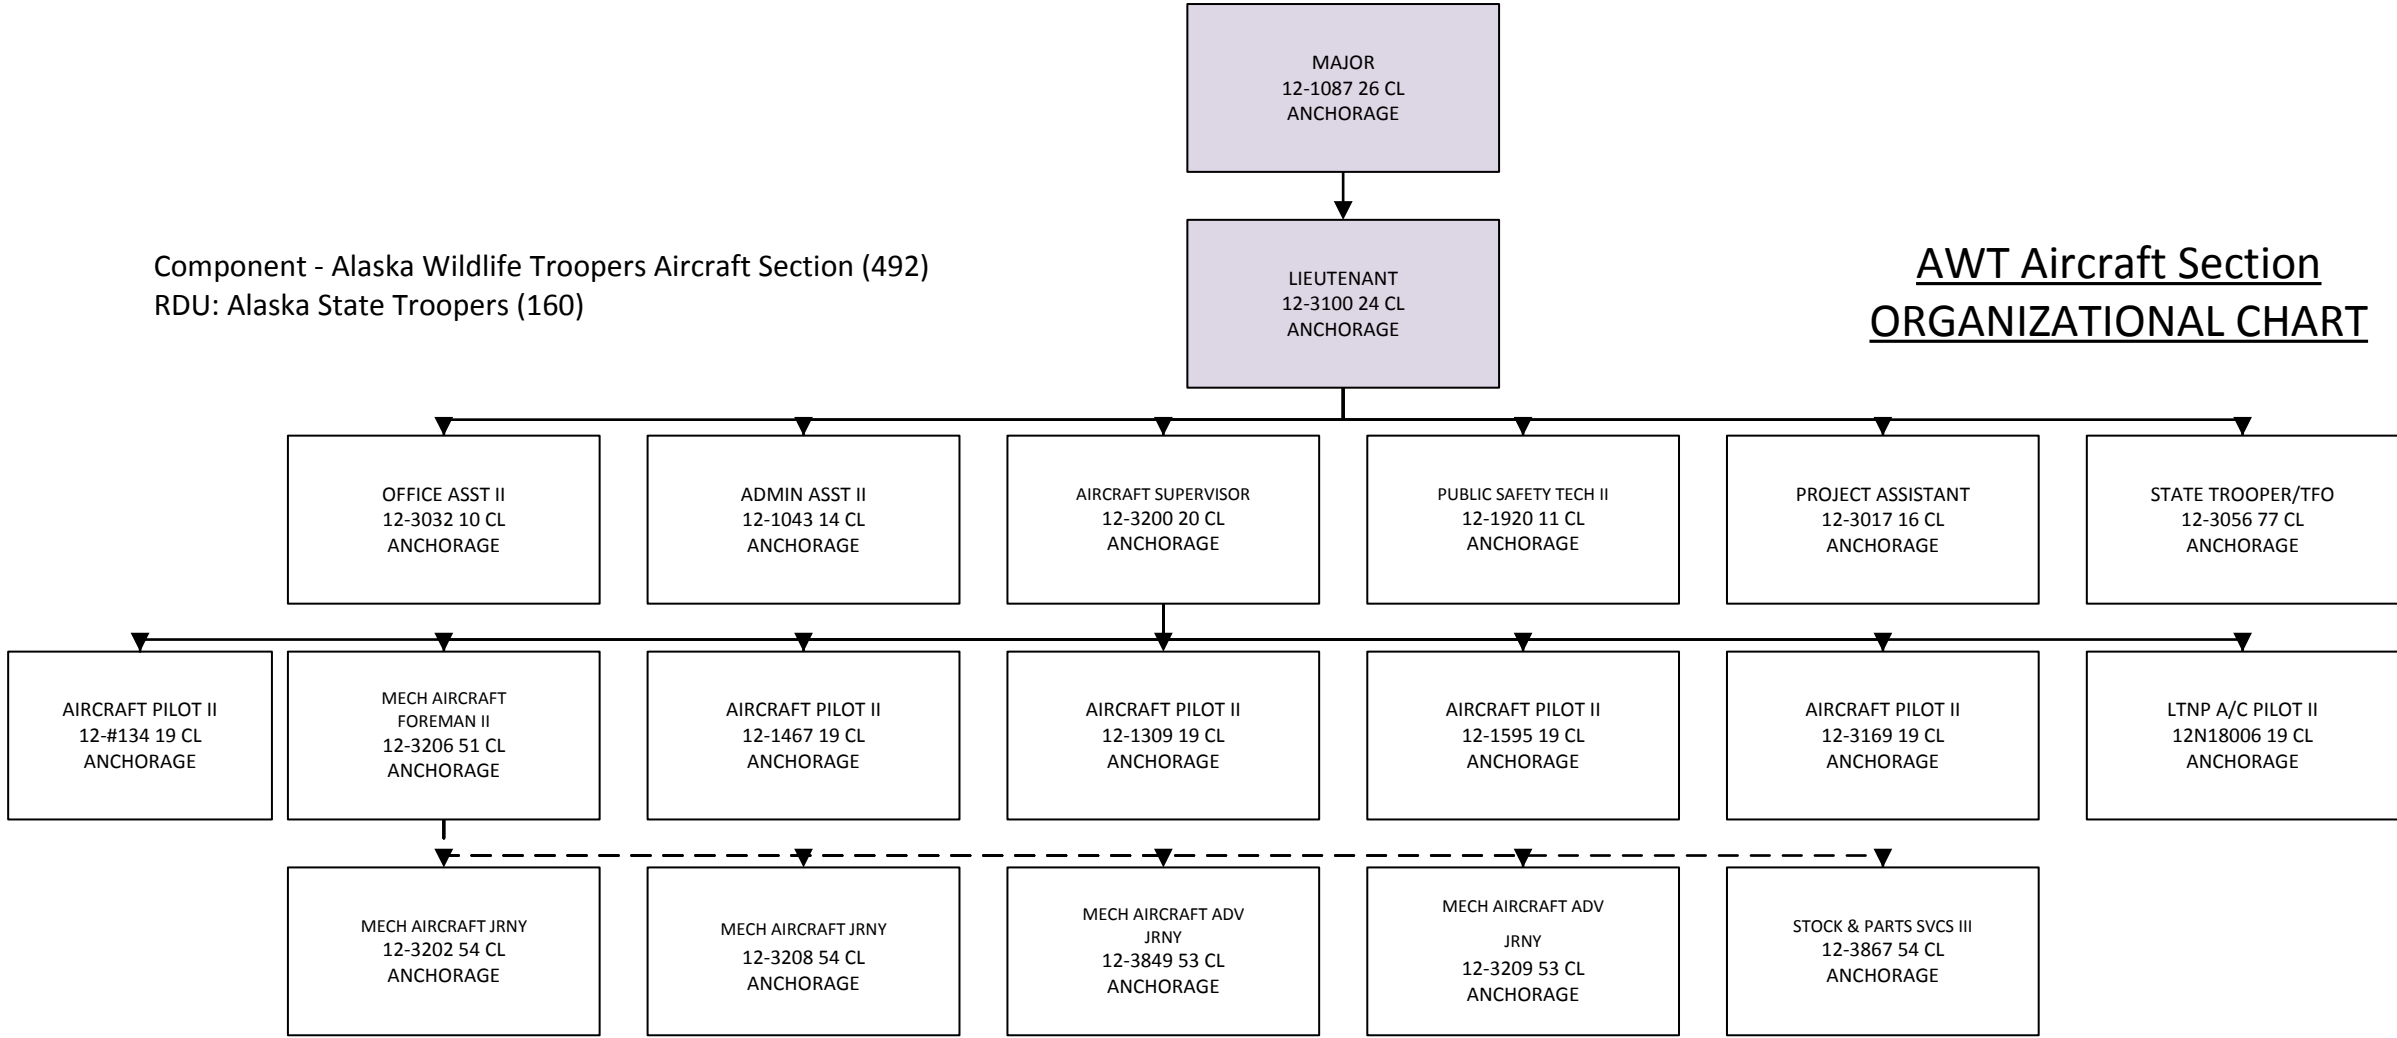 MAJOR
12-1087 26 CL
ANCHORAGE
Component - Alaska Wildlife Troopers Aircraft Section (492)
RDU: Alaska State Troopers (160)
LIEUTENANT
12-3100 24 CL
ANCHORAGE
AWT Aircraft Section
ORGANIZATIONAL CHART
OFFICE ASST II
12-3032 10 CL
ANCHORAGE
ADMIN ASST II
12-1043 14 CL
ANCHORAGE
AIRCRAFT SUPERVISOR
12-3200 20 CL
ANCHORAGE
PUBLIC SAFETY TECH II
12-1920 11 CL
ANCHORAGE
PROJECT ASSISTANT
12-3017 16 CL
ANCHORAGE
STATE TROOPER/TFO
12-3056 77 CL
ANCHORAGE
AIRCRAFT PILOT II
12-#134 19 CL
ANCHORAGE
MECH AIRCRAFT
FOREMAN II
12-3206 51 CL
ANCHORAGE
AIRCRAFT PILOT II
12-1467 19 CL
ANCHORAGE
AIRCRAFT PILOT II
12-1309 19 CL
ANCHORAGE
AIRCRAFT PILOT II
12-1595 19 CL
ANCHORAGE
AIRCRAFT PILOT II
12-3169 19 CL
ANCHORAGE
LTNP A/C PILOT II
12N18006 19 CL
ANCHORAGE
MECH AIRCRAFT JRNY
12-3202 54 CL
ANCHORAGE
MECH AIRCRAFT JRNY
12-3208 54 CL
ANCHORAGE
MECH AIRCRAFT ADV
JRNY
12-3849 53 CL
ANCHORAGE
MECH AIRCRAFT ADV
JRNY
12-3209 53 CL
ANCHORAGE
STOCK & PARTS SVCS III
12-3867 54 CL
ANCHORAGE